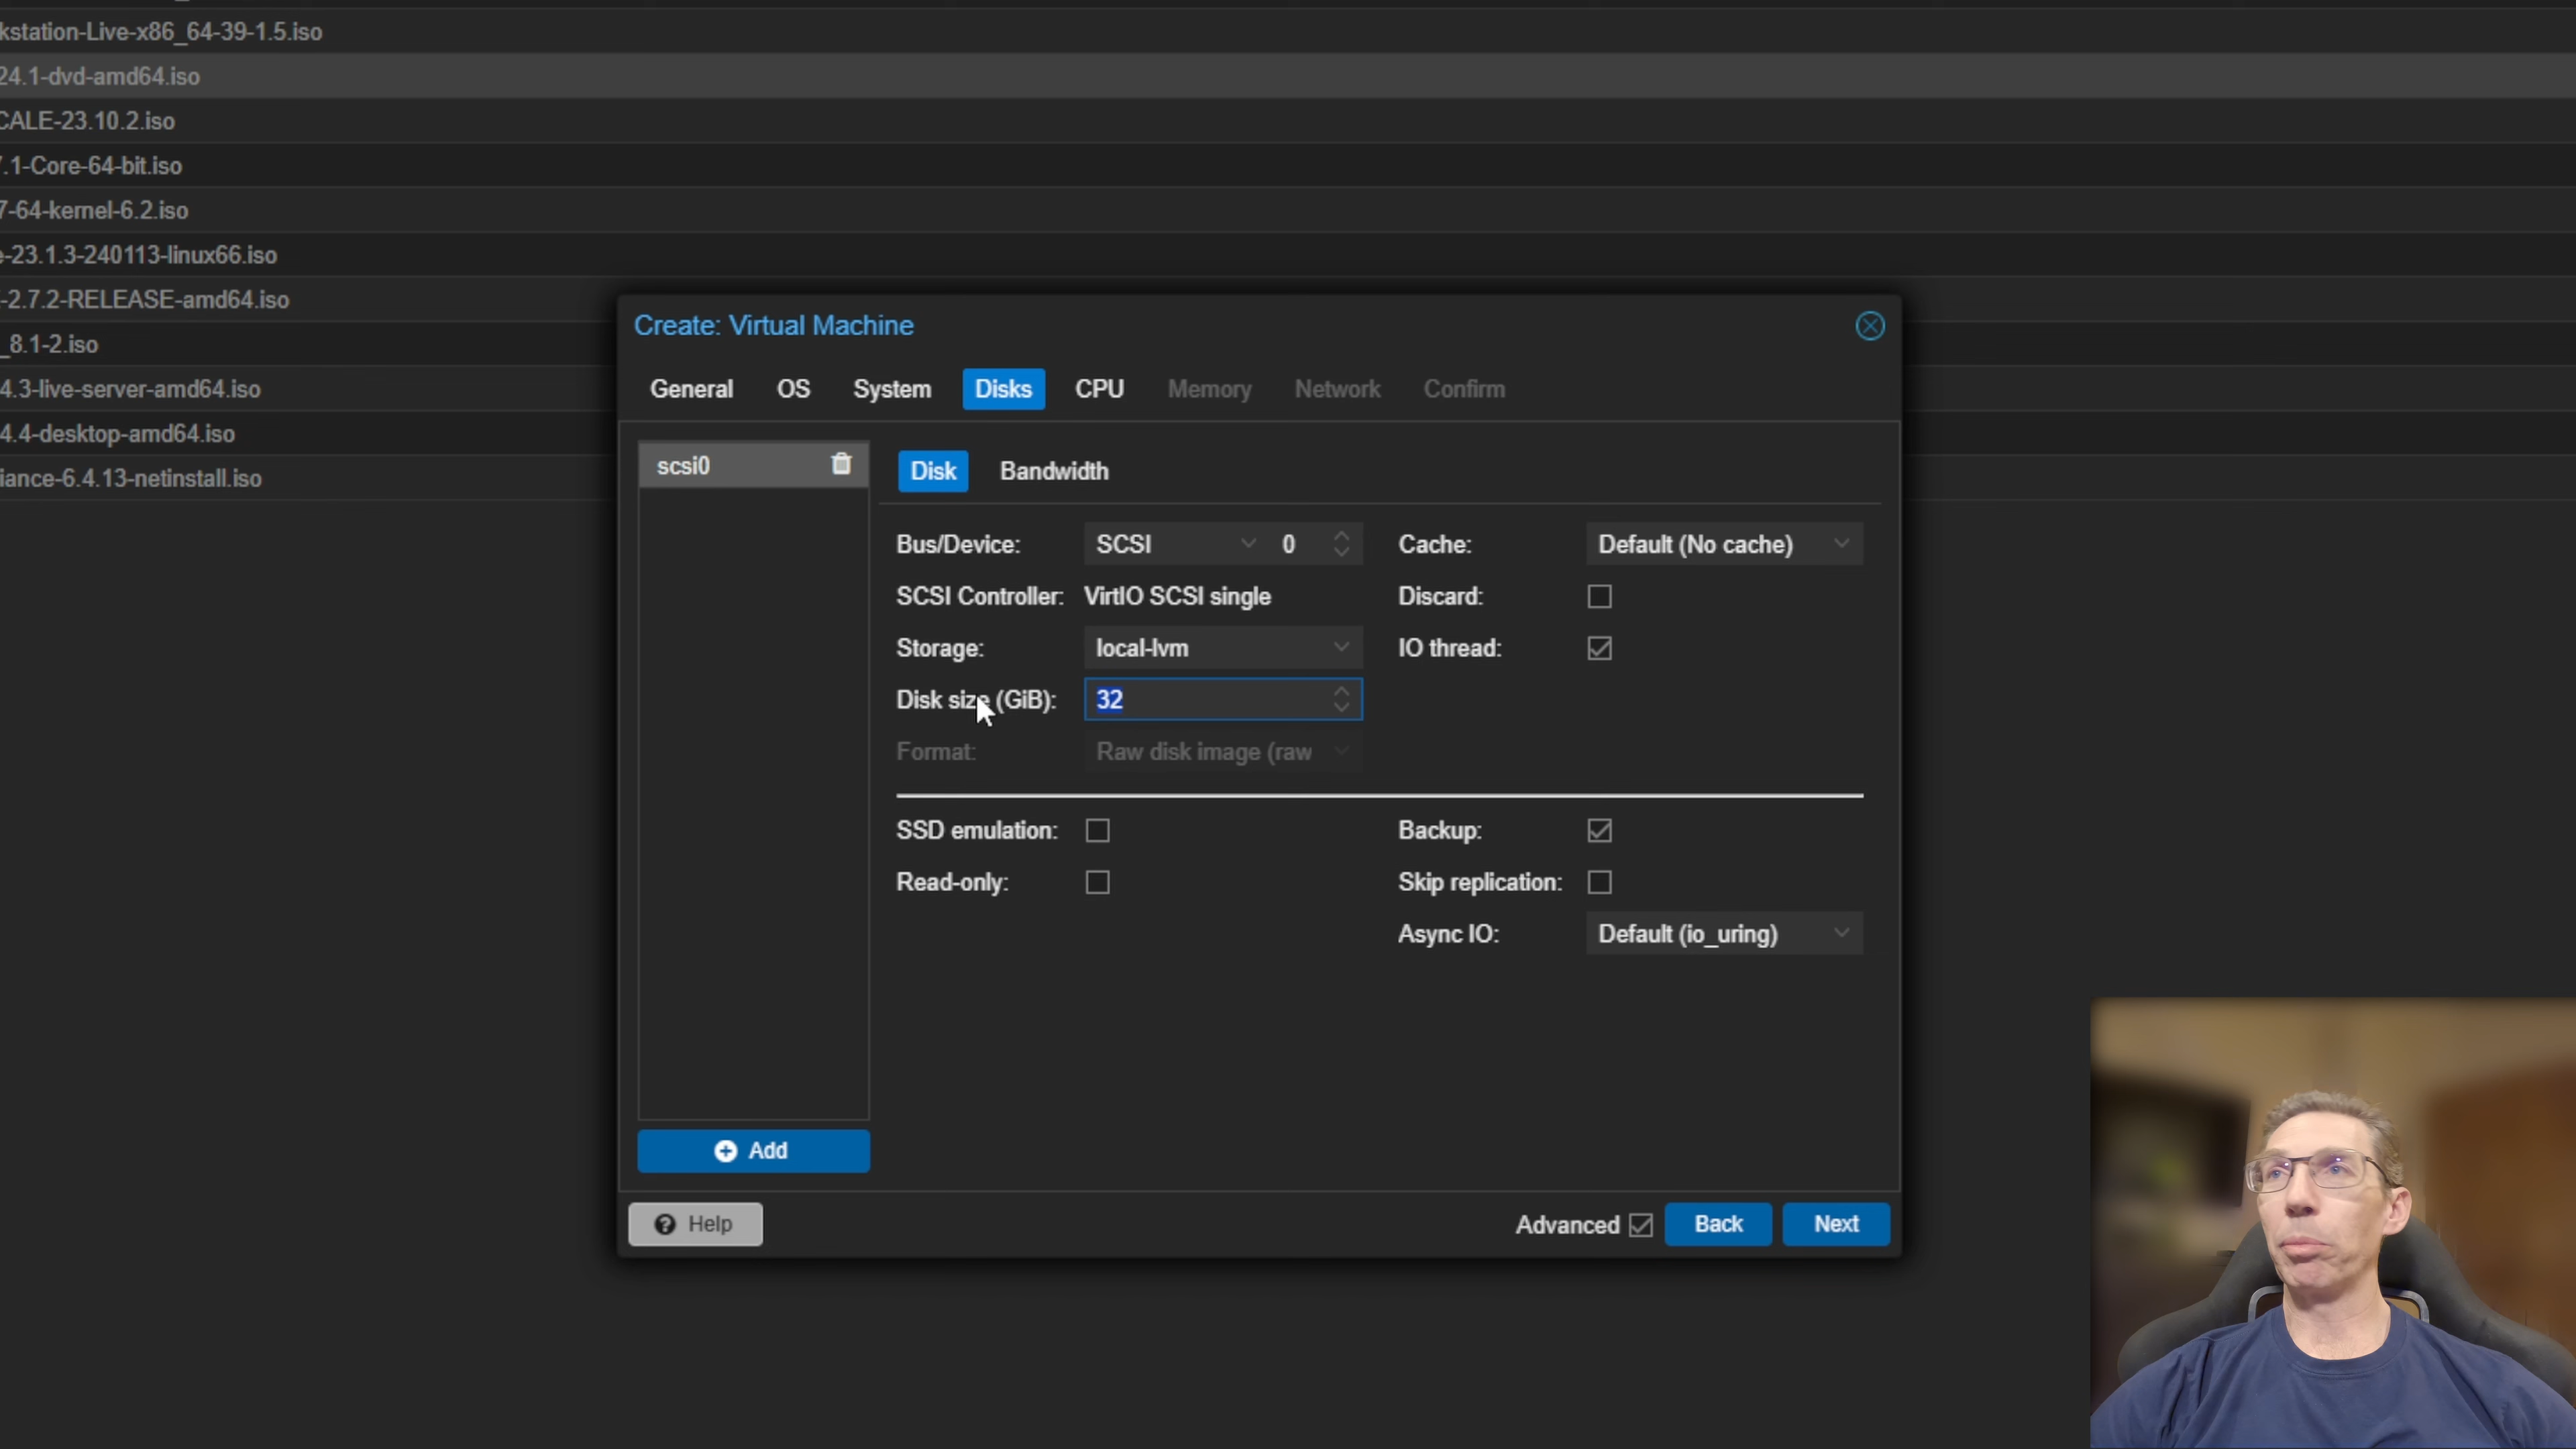 kstation-Live-x86_64-39-1.5.iso
24.1-dvd-amd64.iso
CALE-23.10.2.iso
.1-Core-64-bit.iso
7-64-kernel-6.2.iso
-23.1.3-240113-linux66.iso
-2.7.2-RELEASE-amd64.iso
_8.1-2.iso
4.3-live-server-amd64.iso
4.4-desktop-amd64.iso
iance-6.4.13-netinstall.iso
Create: Virtual Machine
General OS System Disks CPU Memory Network Confirm
scsi0
Disk Bandwidth
Bus/Device: SCSI 0 Cache: Default (No cache)
SCSI Controller: VirtIO SCSI single Discard:
Storage: local-lvm IO thread:
Disk size (GiB): 32
Format: Raw disk image (raw
SSD emulation: Backup:
Read-only: Skip replication:
Async IO: Default (io_uring)
Add
Help Advanced Back Next